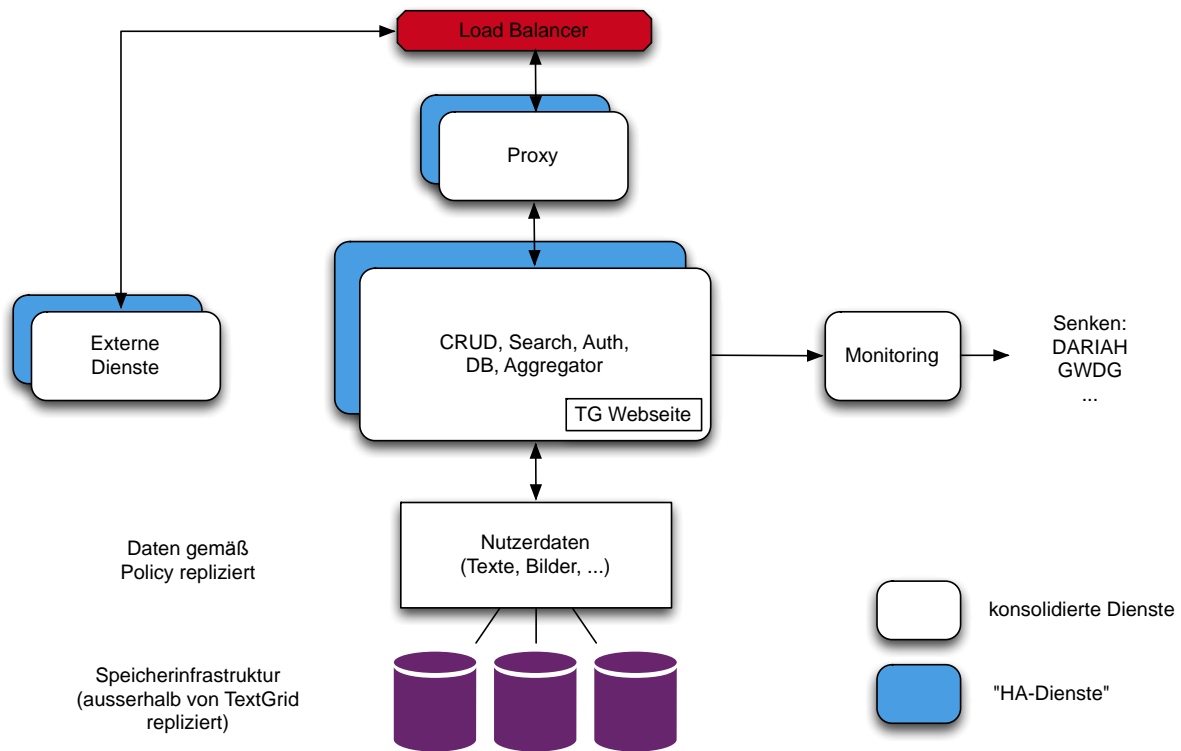 Load Balancer
Proxy
Externe
Dienste
CRUD, Search, Auth,
DB, Aggregator
TG Webseite
Monitoring
Senken:
DARIAH
GWDG
...
Daten gemäß
Policy repliziert
Nutzerdaten
(Texte, Bilder, ...)
Speicherinfrastruktur
(ausserhalb von TextGrid
repliziert)
konsolidierte Dienste
"HA-Dienste"